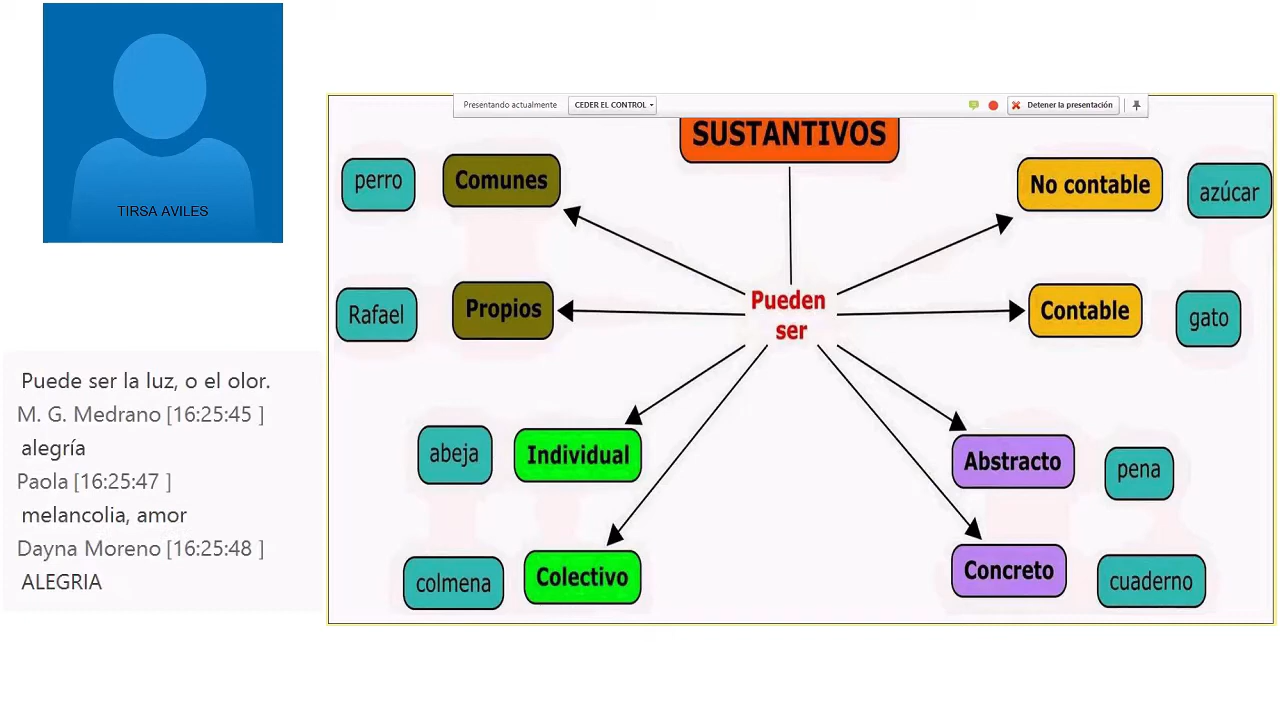 TIRSA AVILES
Puede ser la luz, o el olor.
M. G. Medrano [16:25:45 ]
alegría
Paola [16:25:47 ]
melancolia, amor
Dayna Moreno [16:25:48 ]
ALEGRIA
Presentando actualmente
CEDER EL CONTROL
Detener la presentación
SUSTANTIVOS
perro
Comunes
No contable
azúcar
Rafael
Propios
Pueden
ser
Contable
gato
abeja
Individual
Abstracto
pena
colmena
Colectivo
Concreto
cuaderno